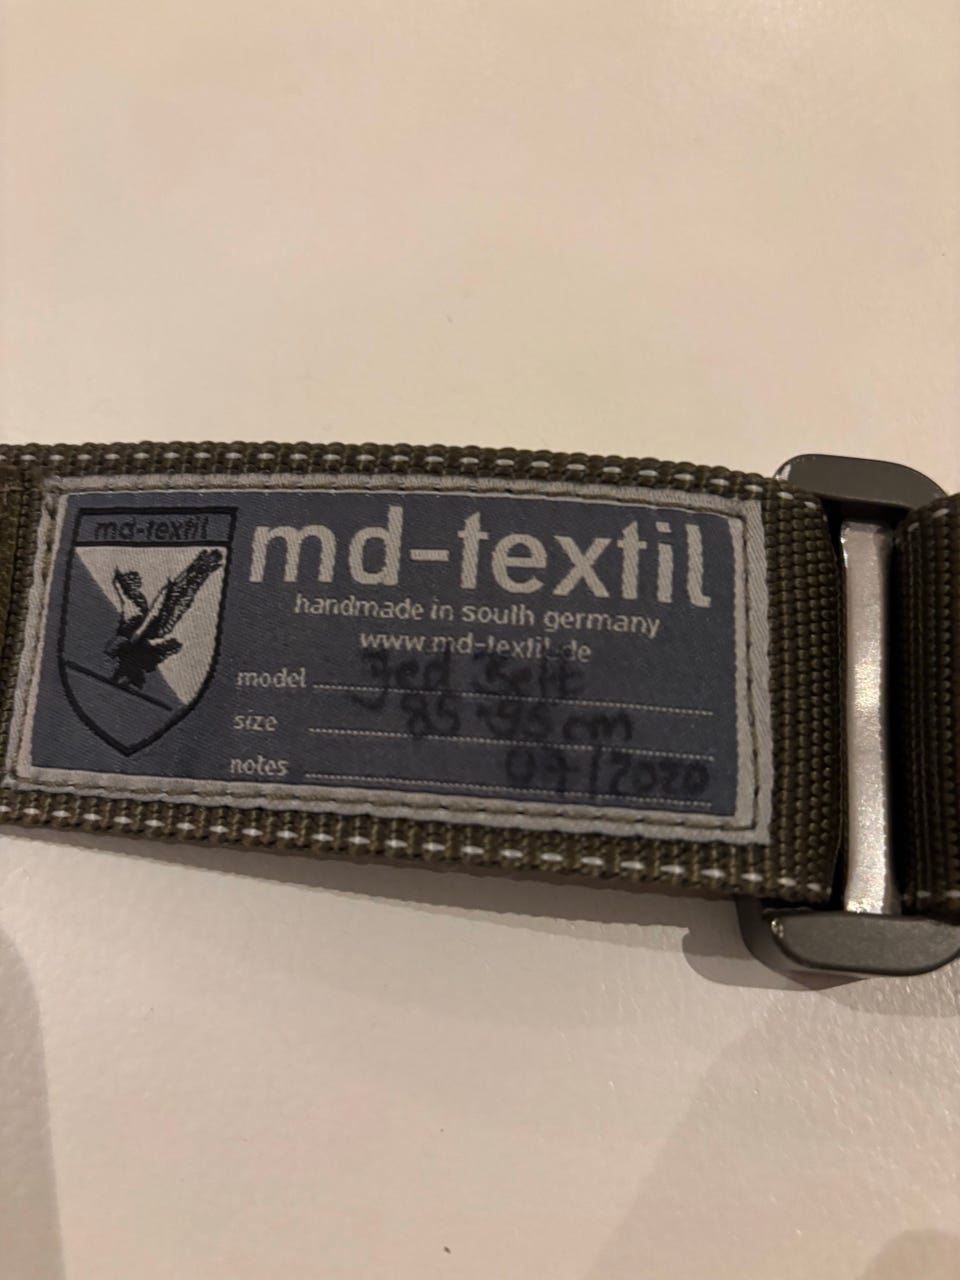 md-textil
md-textil
handmade in south germany
www.md-textil.de
model Jed Belt
size 85-95 cm
notes 07/2020